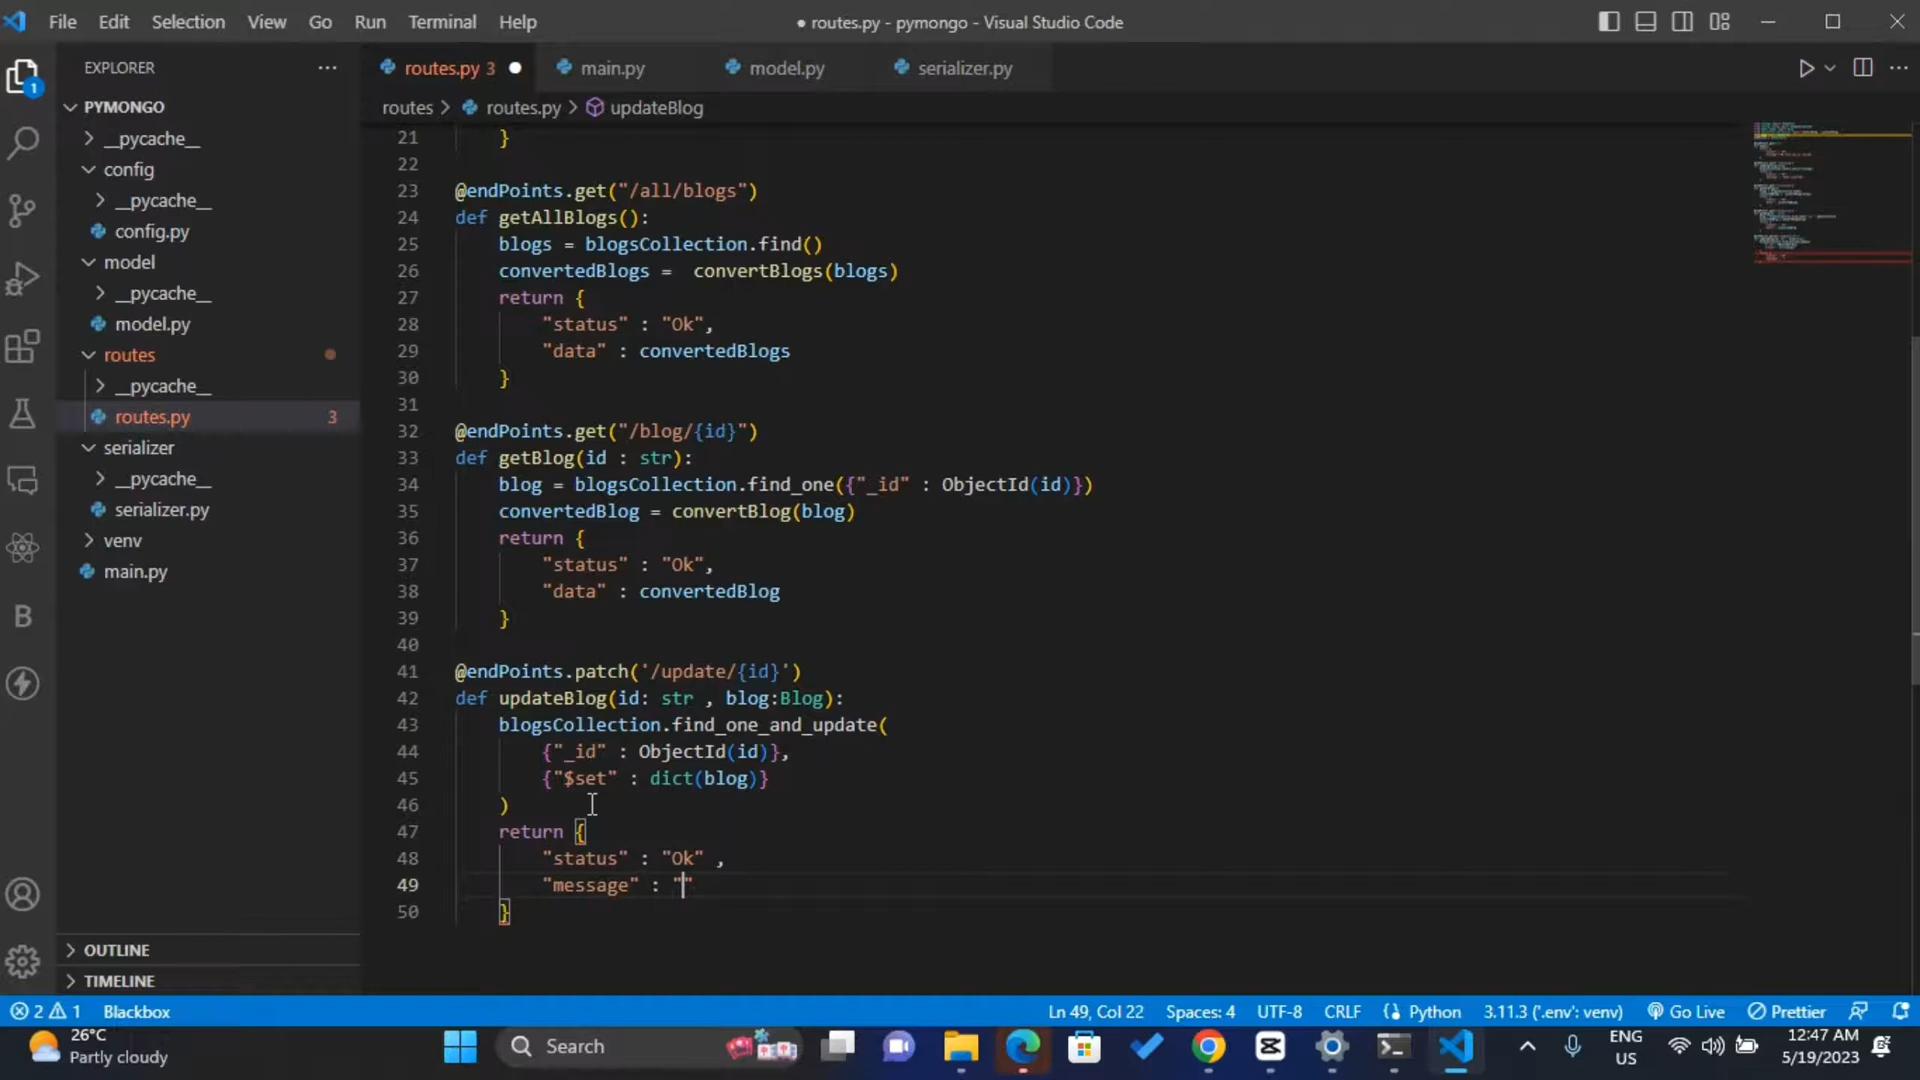 File Edit Selection View Go Run Terminal Help
● routes.py - pymongo - Visual Studio Code
EXPLORER
routes.py 3
main.py
model.py
serializer.py
routes > routes.py > updateBlog
1
PYMONGO
__pycache__
config
__pycache__
config.py
model
__pycache__
model.py
routes
__pycache__
routes.py 3
serializer
__pycache__
serializer.py
venv
main.py
OUTLINE
TIMELINE
21 }
22
23 @endPoints.get("/all/blogs")
24 def getAllBlogs():
25 blogs = blogsCollection.find()
26 convertedBlogs = convertBlogs(blogs)
27 return {
28 "status" : "Ok",
29 "data" : convertedBlogs
30 }
31
32 @endPoints.get("/blog/{id}")
33 def getBlog(id : str):
34 blog = blogsCollection.find_one({"_id" : ObjectId(id)})
35 convertedBlog = convertBlog(blog)
36 return {
37 "status" : "Ok",
38 "data" : convertedBlog
39 }
40
41 @endPoints.patch('/update/{id}')
42 def updateBlog(id: str , blog:Blog):
43 blogsCollection.find_one_and_update(
44 {"_id" : ObjectId(id)},
45 {"$set" : dict(blog)}
46 )
47 return {
48 "status" : "Ok" ,
49 "message" : ""
50 }
2 1 Blackbox
Ln 49, Col 22 Spaces: 4 UTF-8 CRLF Python 3.11.3 ('.env': venv) Go Live Prettier
26°C
Partly cloudy
Search
ENG
US
12:47 AM
5/19/2023